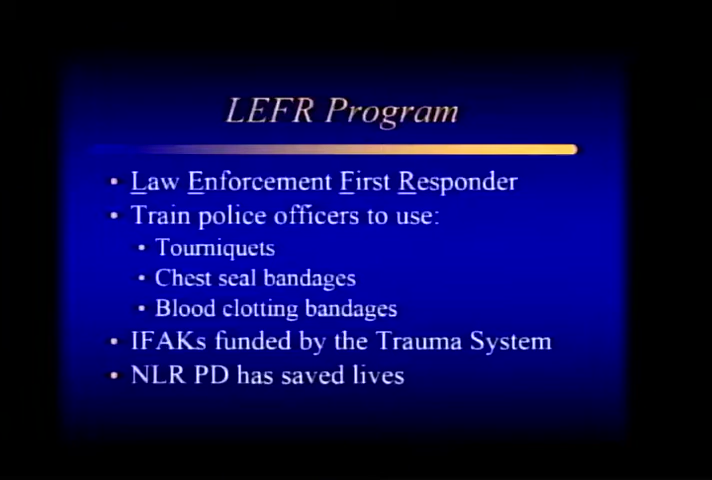 LEFR Program
• Law Enforcement First Responder
• Train police officers to use:
• Tourniquets
• Chest seal bandages
• Blood clotting bandages
• IFAKs funded by the Trauma System
• NLR PD has saved lives